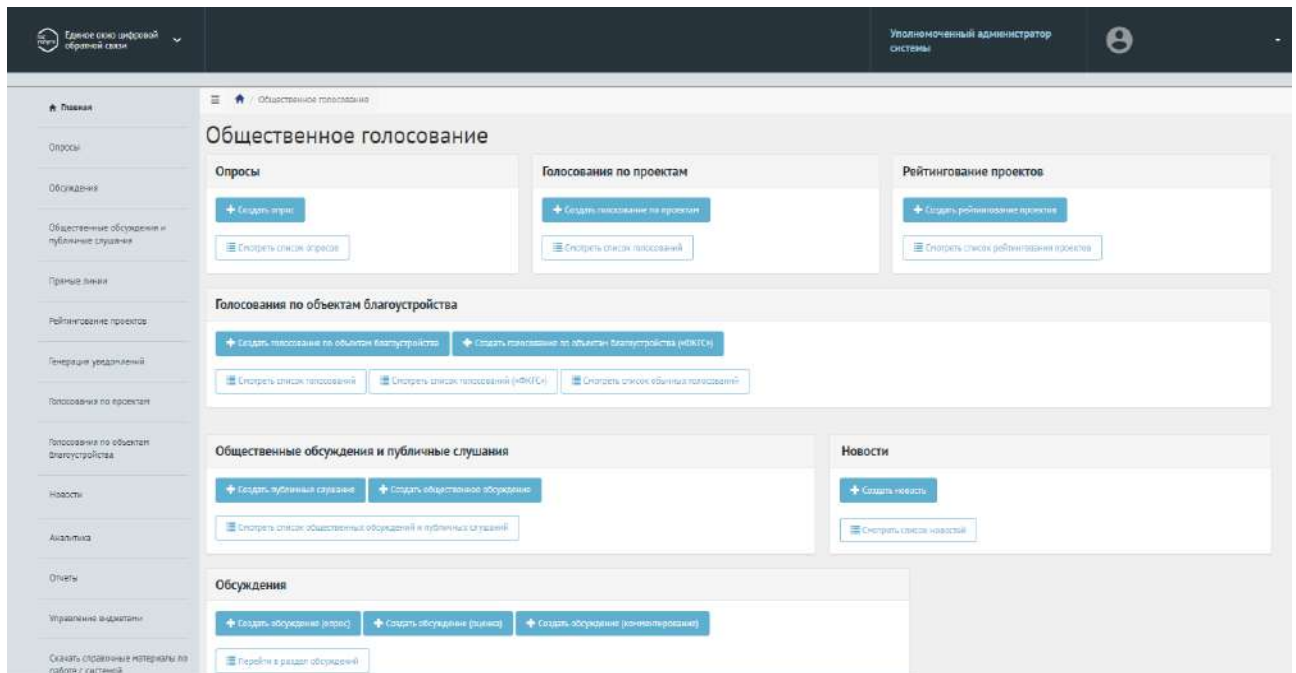 Единое окно цифровой
обратной связи
Уполномоченный администратор
системы
Главная
Опросы
Обсуждения
Общественные обсуждения и
публичные слушания
Прямые линии
Рейтингование проектов
Генерация уведомлений
Голосования по проектам
Голосования по объектам
благоустройства
Новости
Аналитика
Отчеты
Управление виджетами
Скачать справочные материалы по
работе с системой
/ Общественное голосование
Общественное голосование
Опросы
+ Создать опрос
Смотреть список опросов
Голосования по проектам
+ Создать голосование по проектам
Смотреть список голосований
Рейтингование проектов
+ Создать рейтингование проектов
Смотреть список рейтингования проектов
Голосования по объектам благоустройства
+ Создать голосование по объектам благоустройства + Создать голосование по объектам благоустройства («ФКГС»)
Смотреть список голосований Смотреть список голосований («ФКГС») Смотреть список обычных голосований
Общественные обсуждения и публичные слушания
+ Создать публичные слушания + Создать общественное обсуждение
Смотреть список общественных обсуждений и публичных слушаний
Новости
+ Создать новость
Смотреть список новостей
Обсуждения
+ Создать обсуждение (опрос) + Создать обсуждение (оценка) + Создать обсуждение (комментирование)
Перейти в раздел обсуждений